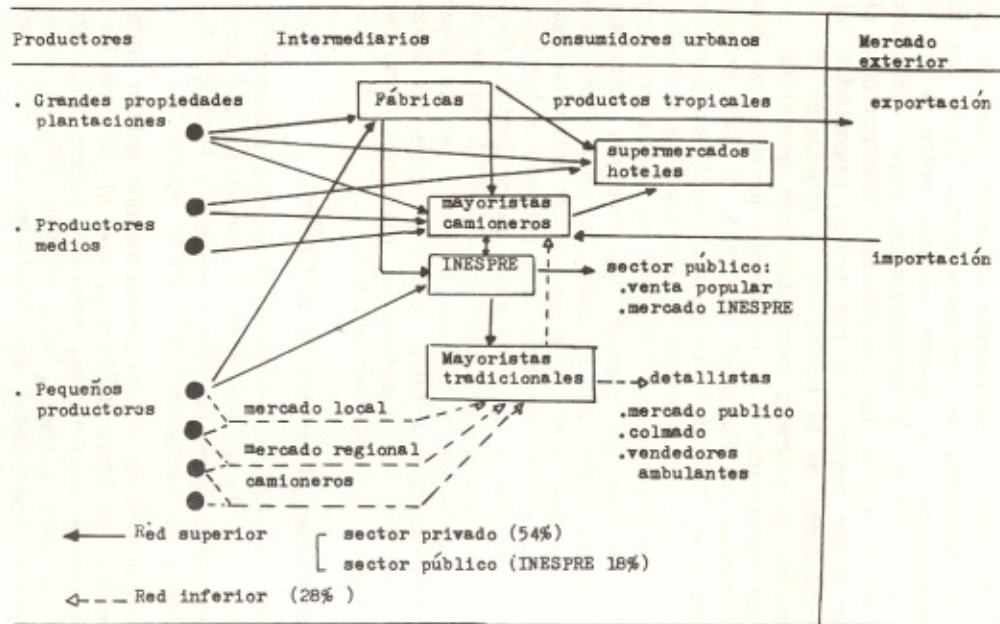 Productores Intermediarios Consumidores urbanos Mercado
exterior
. Grandes propiedades
plantaciones
Fábricas
productos tropicales
exportación
supermercados
hoteles
. Productores
medios
mayoristas
camioneros
importación
INESPRE
sector público:
.venta popular
.mercado INESPRE
Mayoristas
tradicionales
detallistas
.mercado publico
.colmado
.vendedores
ambulantes
. Pequeños
productores
mercado local
mercado regional
camioneros
Red superior
sector privado (54%)
sector público (INESPRE 18%)
Red inferior (28% )